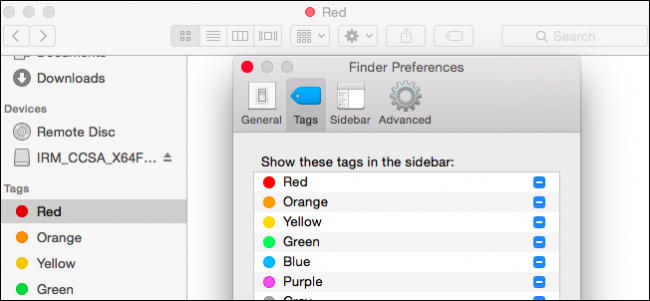 Red
Search
Documents
Downloads
Devices
Remote Disc
IRM_CCSA_X64F...
Tags
Red
Orange
Yellow
Green
Finder Preferences
General Tags Sidebar Advanced
Show these tags in the sidebar:
Red
Orange
Yellow
Green
Blue
Purple
Gray